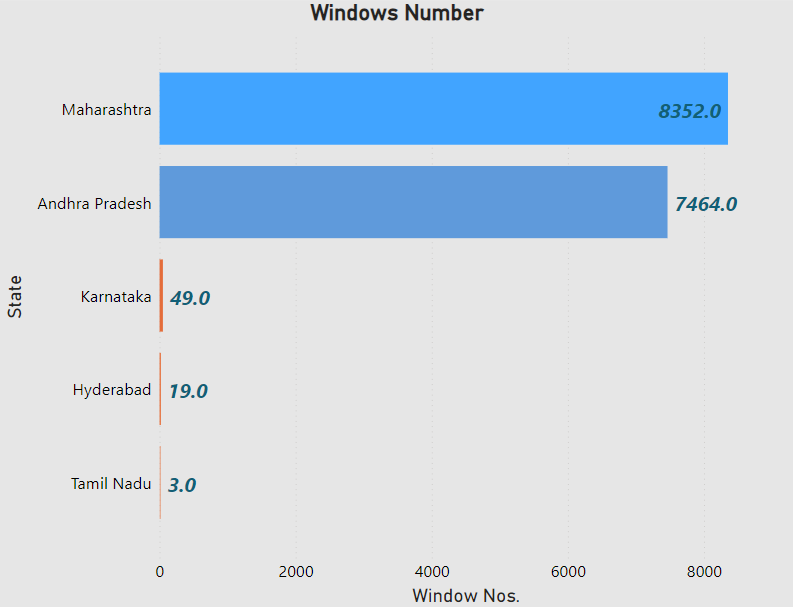 Windows Number
Maharashtra
8352.0
Andhra Pradesh
7464.0
Karnataka
49.0
Hyderabad
19.0
Tamil Nadu
3.0
State
0 2000 4000 6000 8000
Window Nos.